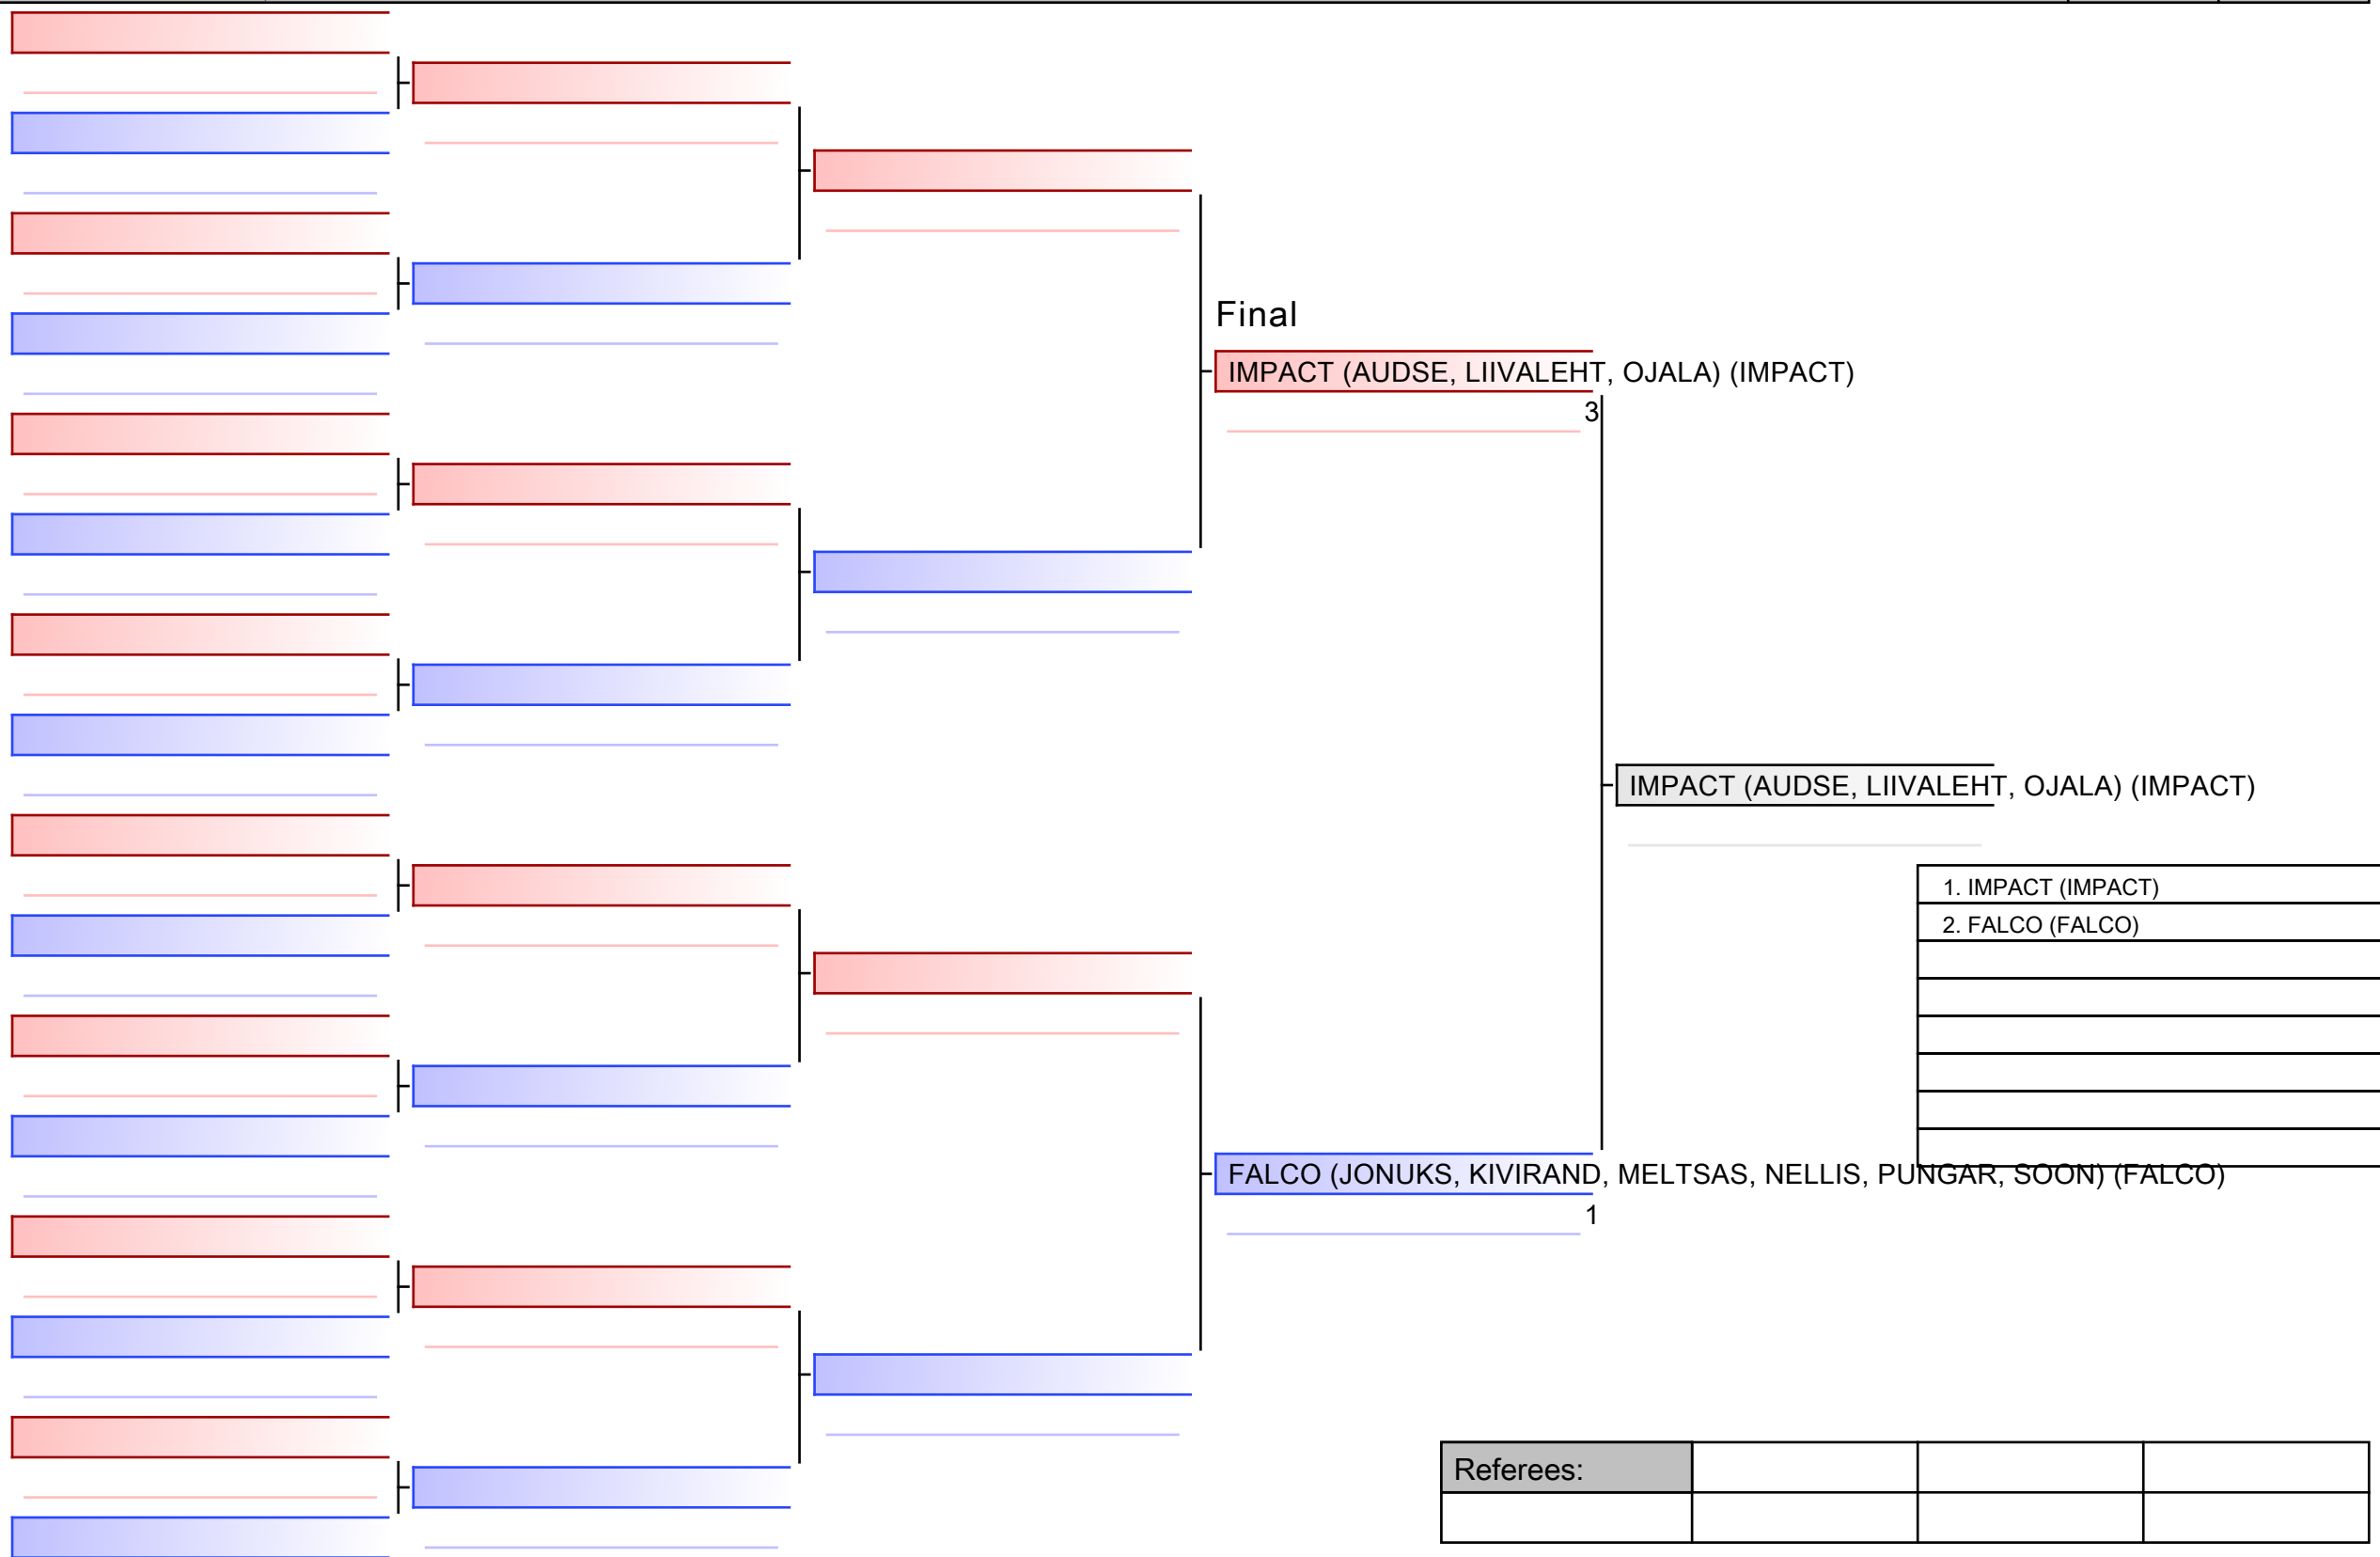 Final
IMPACT (AUDSE, LIIVALEHT, OJALA) (IMPACT)
3
IMPACT (AUDSE, LIIVALEHT, OJALA) (IMPACT)
1. IMPACT (IMPACT)
2. FALCO (FALCO)
FALCO (JONUKS, KIVIRAND, MELTSAS, NELLIS, PUNGAR, SOON) (FALCO)
1
Referees: